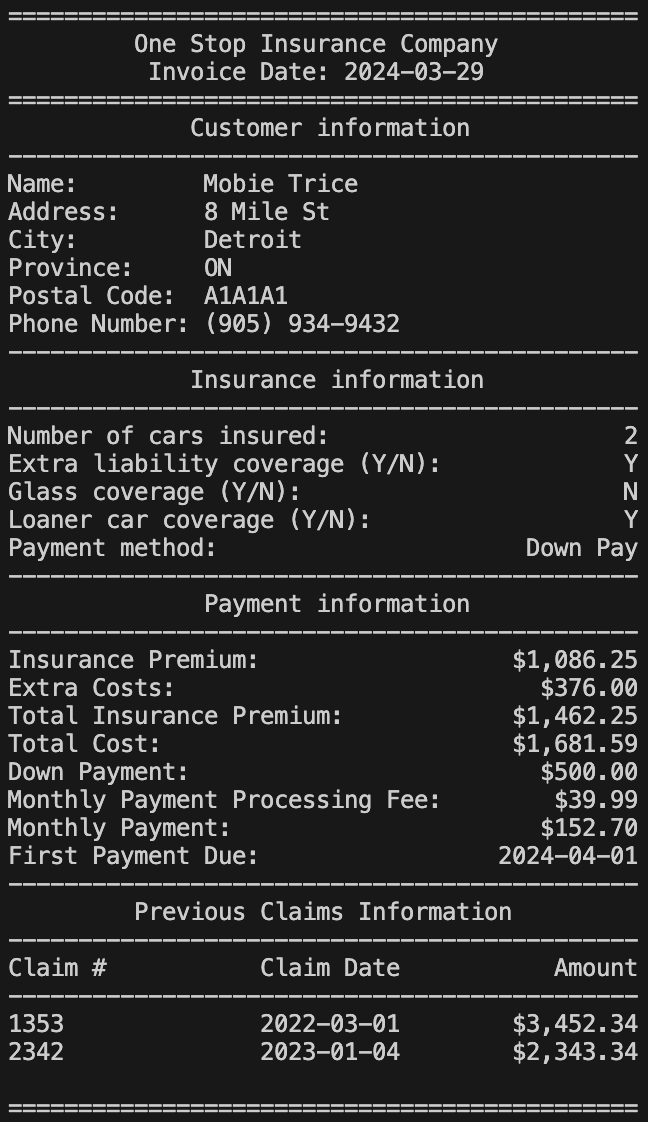 One Stop Insurance Company
Invoice Date: 2024-03-29
Customer information
Name: Mobie Trice
Address: 8 Mile St
City: Detroit
Province: ON
Postal Code: A1A1A1
Phone Number: (905) 934-9432
Insurance information
Number of cars insured: 2
Extra liability coverage (Y/N): Y
Glass coverage (Y/N): N
Loaner car coverage (Y/N): Y
Payment method: Down Pay
Payment information
Insurance Premium: $1,086.25
Extra Costs: $376.00
Total Insurance Premium: $1,462.25
Total Cost: $1,681.59
Down Payment: $500.00
Monthly Payment Processing Fee: $39.99
Monthly Payment: $152.70
First Payment Due: 2024-04-01
Previous Claims Information
Claim # Claim Date Amount
1353 2022-03-01 $3,452.34
2342 2023-01-04 $2,343.34